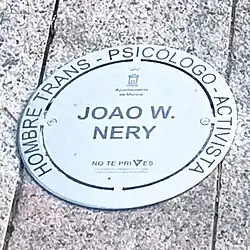 HOMBRE TRANS - PSICÓLOGO - ACTIVISTA
Ayuntamiento
de Murcia
JOAO W.
NERY
NO TE PRIVES